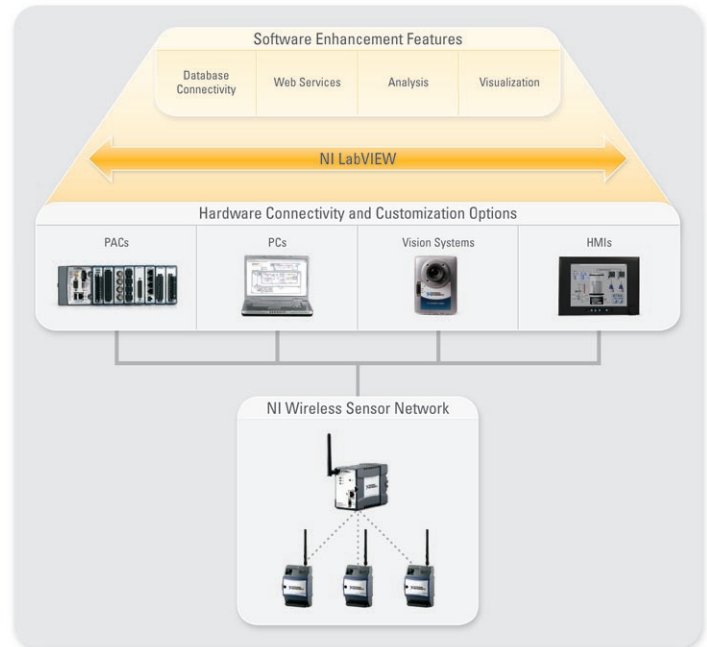 Software Enhancement Features
Database
Connectivity
Web Services
Analysis
Visualization
NI LabVIEW
Hardware Connectivity and Customization Options
PACs
PCs
Vision Systems
HMIs
NI Wireless Sensor Network